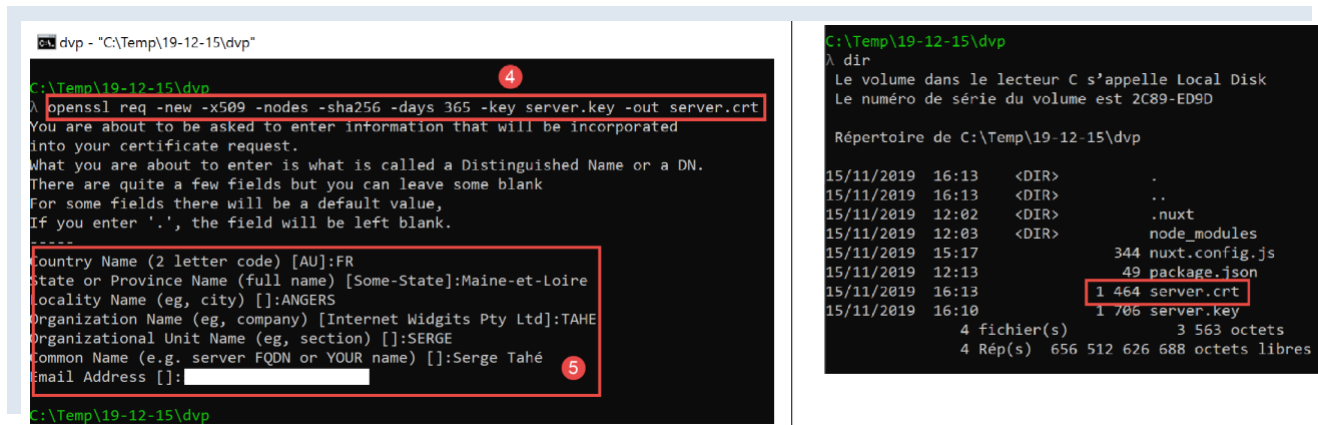 dvp - "C:\Temp\19-12-15\dvp"
4
C:\Temp\19-12-15\dvp
λ openssl req -new -x509 -nodes -sha256 -days 365 -key server.key -out server.crt
You are about to be asked to enter information that will be incorporated
into your certificate request.
What you are about to enter is what is called a Distinguished Name or a DN.
There are quite a few fields but you can leave some blank
For some fields there will be a default value,
If you enter '.', the field will be left blank.
-----
Country Name (2 letter code) [AU]:FR
State or Province Name (full name) [Some-State]:Maine-et-Loire
Locality Name (eg, city) []:ANGERS
Organization Name (eg, company) [Internet Widgits Pty Ltd]:TAHE
Organizational Unit Name (eg, section) []:SERGE
Common Name (e.g. server FQDN or YOUR name) []:Serge Tahé
Email Address []:
5
C:\Temp\19-12-15\dvp
C:\Temp\19-12-15\dvp
λ dir
Le volume dans le lecteur C s'appelle Local Disk
Le numéro de série du volume est 2C89-ED9D
Répertoire de C:\Temp\19-12-15\dvp
15/11/2019 16:13 <DIR> .
15/11/2019 16:13 <DIR> ..
15/11/2019 12:02 <DIR> .nuxt
15/11/2019 12:03 <DIR> node_modules
15/11/2019 15:17 344 nuxt.config.js
15/11/2019 12:13 49 package.json
15/11/2019 16:13 1 464 server.crt
15/11/2019 16:10 1 706 server.key
4 fichier(s) 3 563 octets
4 Rép(s) 656 512 626 688 octets libres